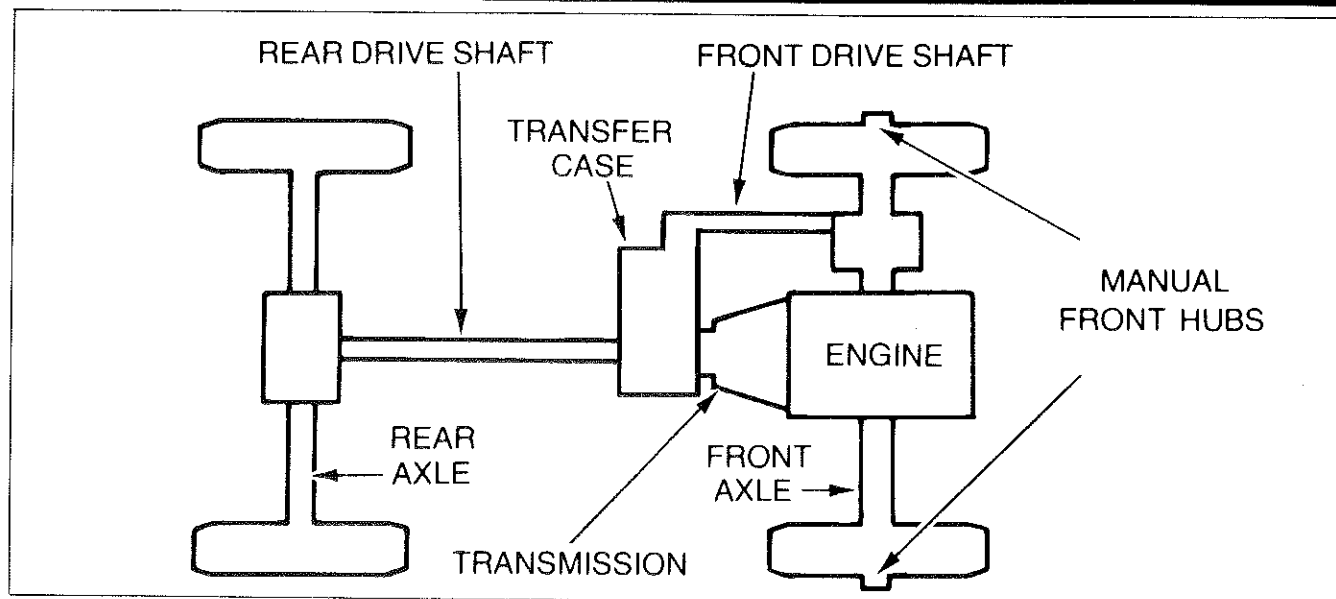 REAR DRIVE SHAFT
FRONT DRIVE SHAFT
TRANSFER
CASE
MANUAL
FRONT HUBS
ENGINE
REAR
AXLE
FRONT
AXLE
TRANSMISSION